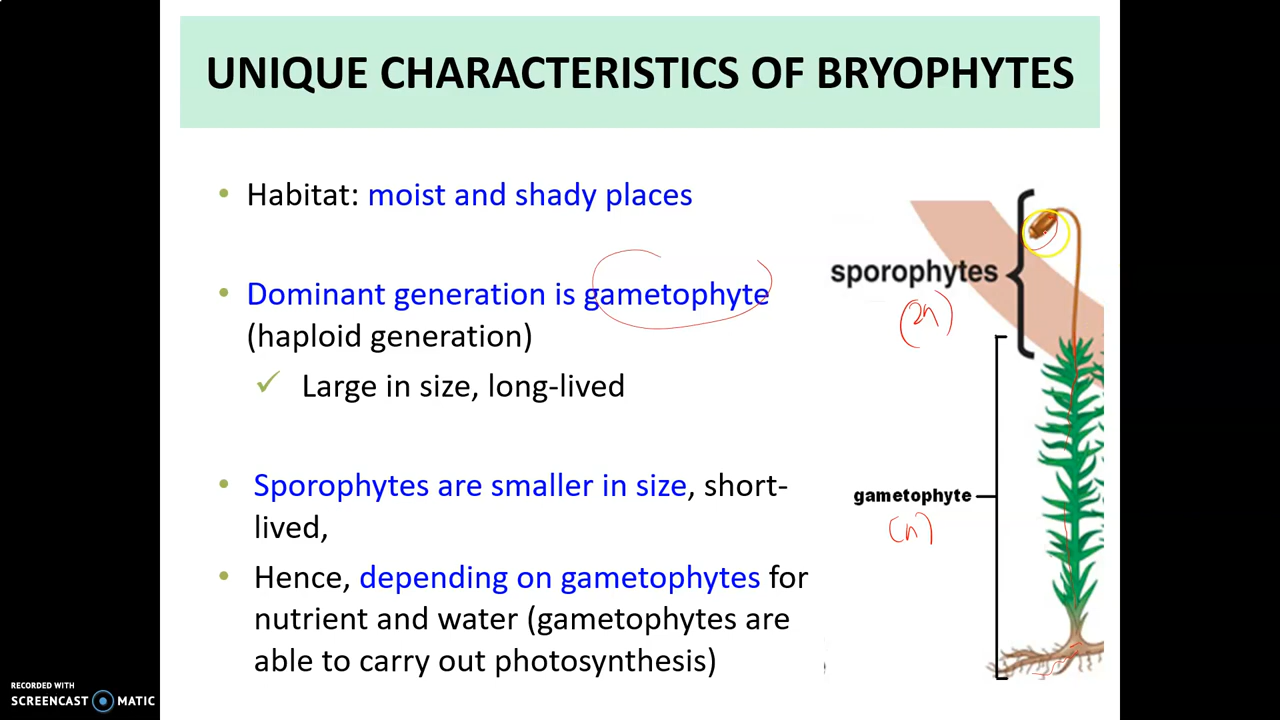 UNIQUE CHARACTERISTICS OF BRYOPHYTES
• Habitat: moist and shady places
• Dominant generation is gametophyte
(haploid generation)
✓ Large in size, long-lived
• Sporophytes are smaller in size, short-
lived,
• Hence, depending on gametophytes for
nutrient and water (gametophytes are
able to carry out photosynthesis)
sporophytes
(2n)
gametophyte
(n)
RECORDED WITH
SCREENCAST MATIC